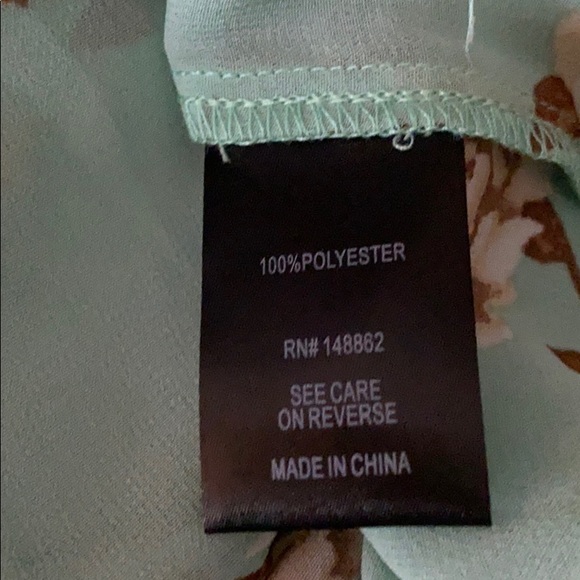 100%POLYESTER
RN# 148862
SEE CARE
ON REVERSE
MADE IN CHINA